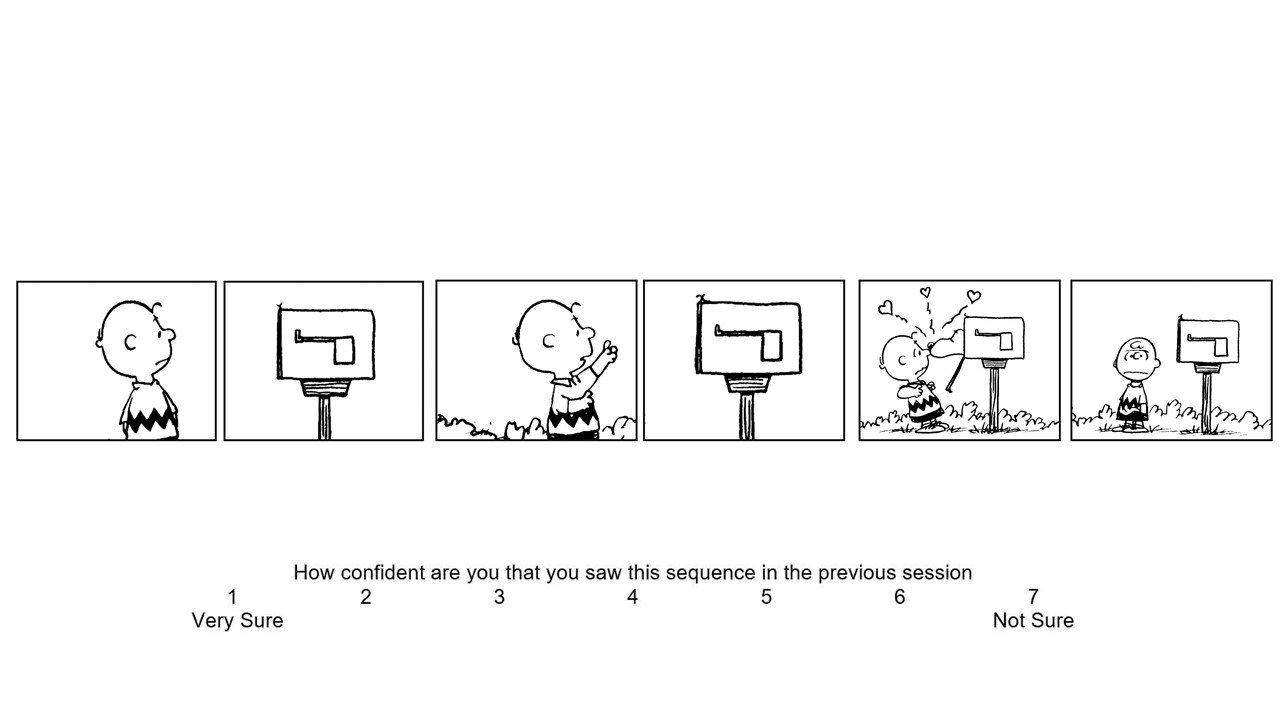 How confident are you that you saw this sequence in the previous session
1 2 3 4 5 6 7
Very Sure Not Sure